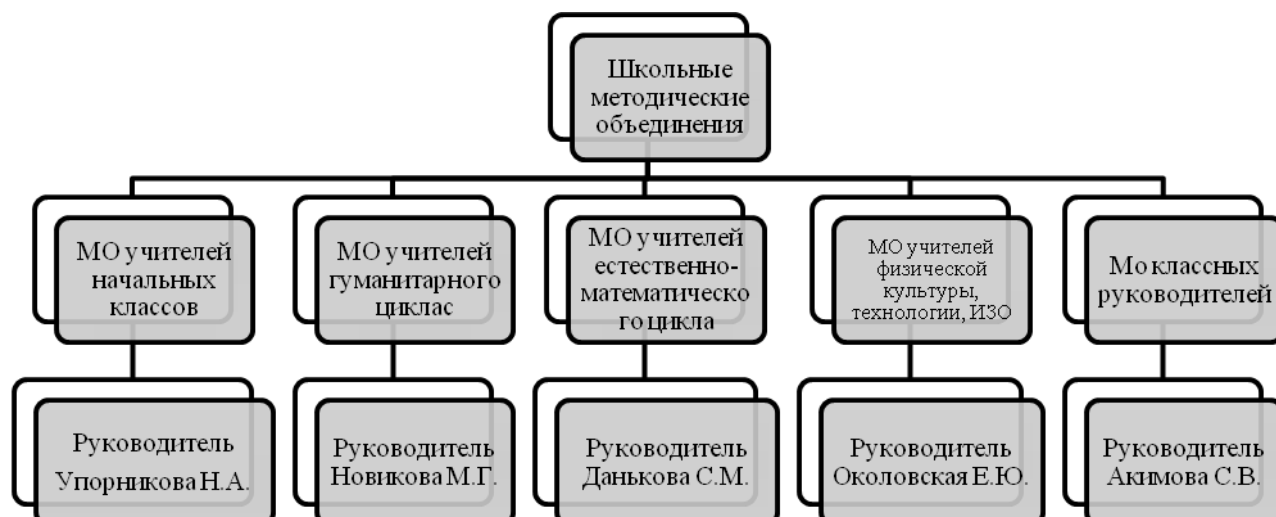 Школьные
методические
объединения
МО учителей
начальных
классов
МО учителей
гуманитарного
циклас
МО учителей
естественно-
математическо
го цикла
МО учителей
физической
культуры,
технологии, ИЗО
Мо классных
руководителей
Руководитель
Упорникова Н.А.
Руководитель
Новикова М.Г.
Руководитель
Данькова С.М.
Руководитель
Околовская Е.Ю.
Руководитель
Акимова С.В.